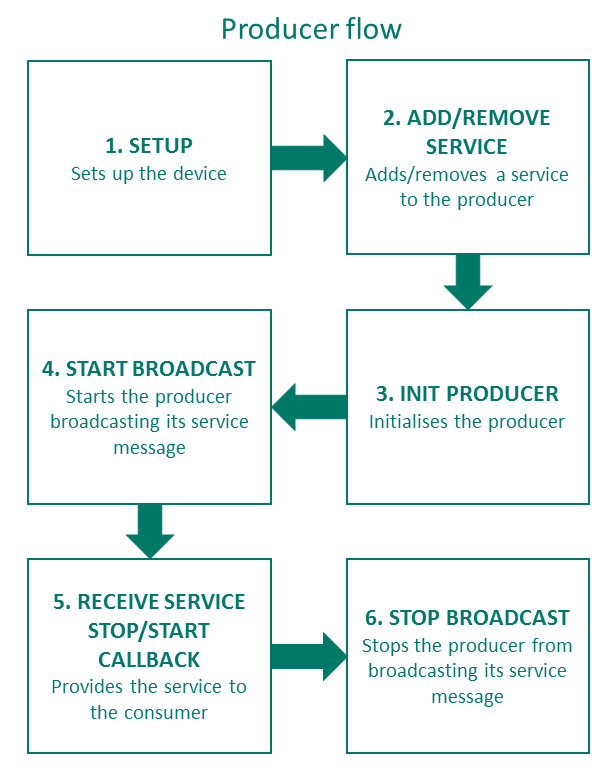 Producer flow
1. SETUP
Sets up the device
2. ADD/REMOVE
SERVICE
Adds/removes a service
to the producer
3. INIT PRODUCER
Initialises the producer
4. START BROADCAST
Starts the producer
broadcasting its service
message
5. RECEIVE SERVICE
STOP/START
CALLBACK
Provides the service to
the consumer
6. STOP BROADCAST
Stops the producer from
broadcasting its service
message